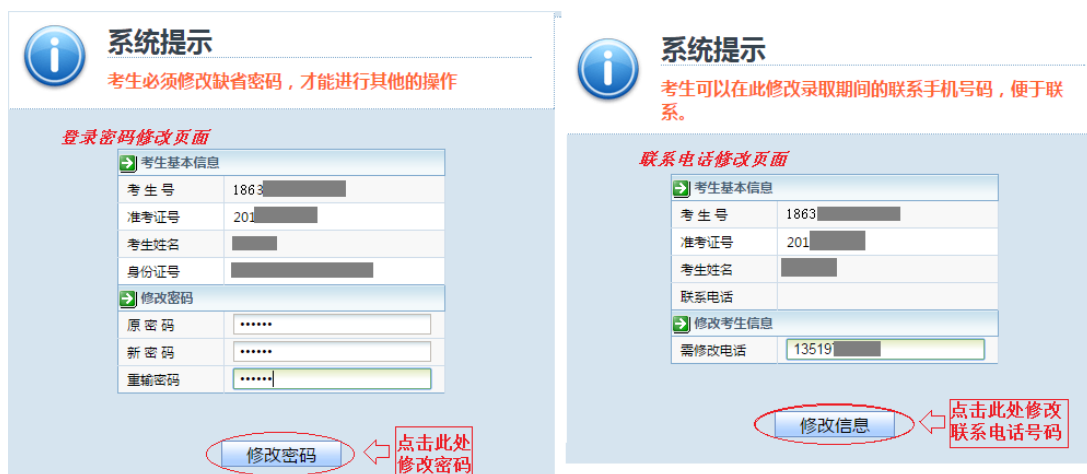 系统提示
考生必须修改缺省密码，才能进行其他的操作
登录密码修改页面
考生基本信息
考 生 号 1863
准考证号 201
考生姓名
身份证号
修改密码
原 密 码 ••••••
新 密 码 ••••••
重输密码 ••••••
修改密码
点击此处
修改密码
系统提示
考生可以在此修改录取期间的联系手机号码，便于联
系。
联系电话修改页面
考生基本信息
考 生 号 1863
准考证号 201
考生姓名
联系电话
修改考生信息
需修改电话 13519
修改信息
点击此处修改
联系电话号码